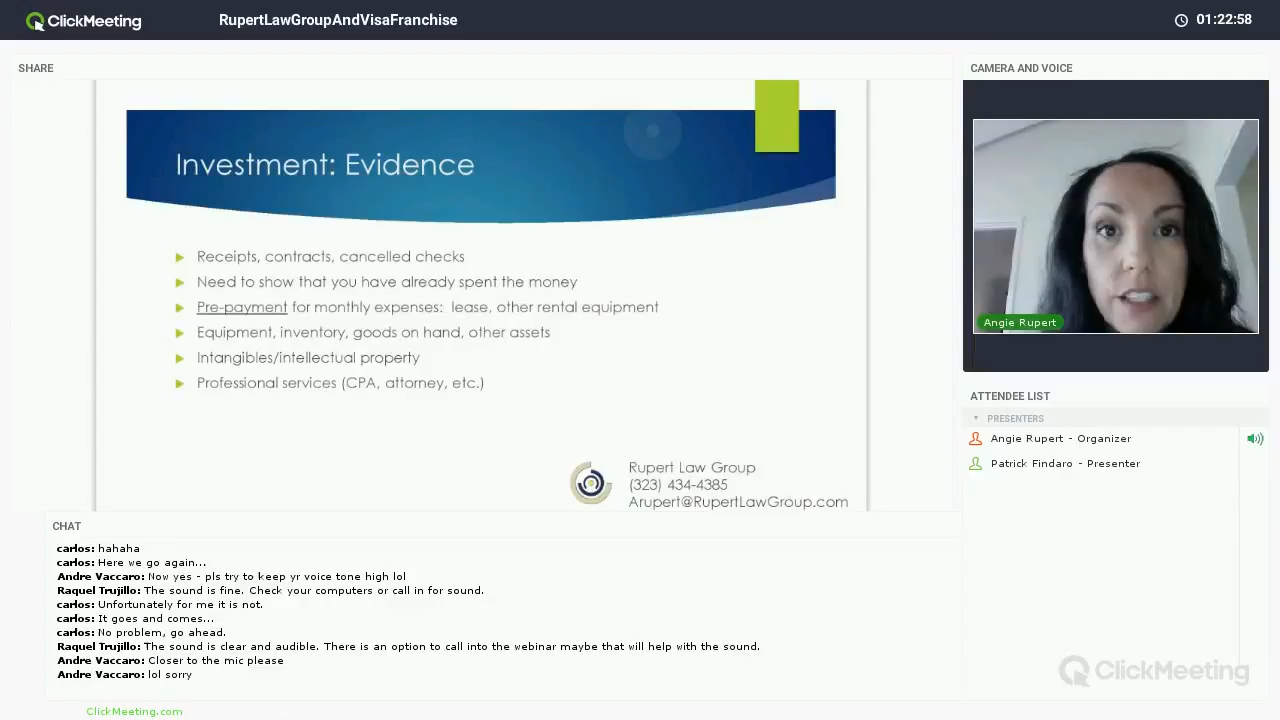 ClickMeeting
RupertLawGroupAndVisaFranchise
01:22:58
SHARE
Investment: Evidence
Receipts, contracts, cancelled checks
Need to show that you have already spent the money
Pre-payment for monthly expenses: lease, other rental equipment
Equipment, inventory, goods on hand, other assets
Intangibles/intellectual property
Professional services (CPA, attorney, etc.)
Rupert Law Group
(323) 434-4385
Arupert@RupertLawGroup.com
CAMERA AND VOICE
Angie Rupert
ATTENDEE LIST
PRESENTERS
Angie Rupert - Organizer
Patrick Findaro - Presenter
CHAT
carlos: hahaha
carlos: Here we go again...
Andre Vaccaro: Now yes - pls try to keep yr voice tone high lol
Raquel Trujillo: The sound is fine. Check your computers or call in for sound.
carlos: Unfortunately for me it is not.
carlos: It goes and comes...
carlos: No problem, go ahead.
Raquel Trujillo: The sound is clear and audible. There is an option to call into the webinar maybe that will help with the sound.
Andre Vaccaro: Closer to the mic please
Andre Vaccaro: lol sorry
ClickMeeting
ClickMeeting.com